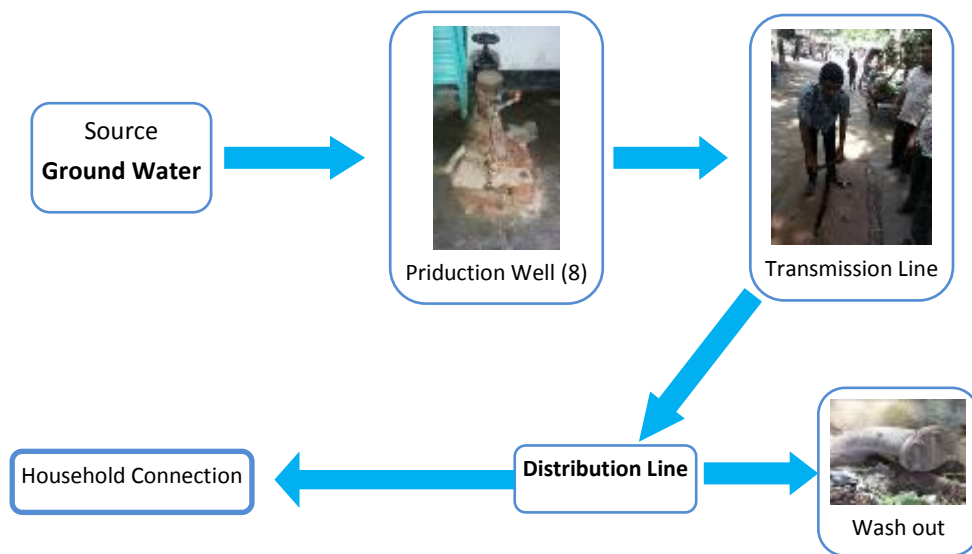 Source
Ground Water
Priduction Well (8)
Transmission Line
Distribution Line
Household Connection
Wash out